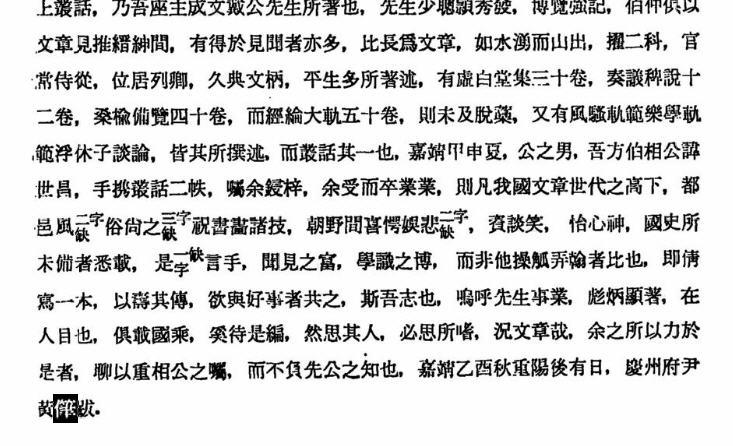 上叢話，乃吾座主成文戴公先生所著也，先生少聰頴秀發，博覽強記，伯仲俱以
文章見推縉紳間，有得於見聞者亦多，比長爲文章，如水湧而山出，擢二科，官
常侍從，位居列卿，久典文柄，平生多所著述，有虛白堂集三十卷，奏議稗說十
二卷，桑楡備覽四十卷，而經綸大軌五十卷，則未及脫藁，又有風騷軌範樂學軌
範浮休子談論，皆其所撰述，而叢話其一也，嘉靖甲申夏，公之男，吾方伯相公諱
世昌，手抄叢話二帙，囑余鋟梓，余受而卒業業，則凡我國文章世代之高下，都
邑風二字缺俗尙之三字缺祝書畵諸技，朝野間喜愕娛悲二字缺，資談笑，怡心神，國史所
未備者悉載，是一字缺言手，聞見之富，學識之博，而非他操觚弄翰者比也，卽倩
寫一本，以壽其傳，欲與好事者共之，斯吾志也，嗚呼先生事業，彪炳顯著，在
人目也，俱載國乘，奚待是編，然思其人，必思所嗜，況文章哉，余之所以力於
是者，聊以重相公之囑，而不負先公之知也，嘉靖乙酉秋重陽後有日，慶州府尹
黃㻶跋．